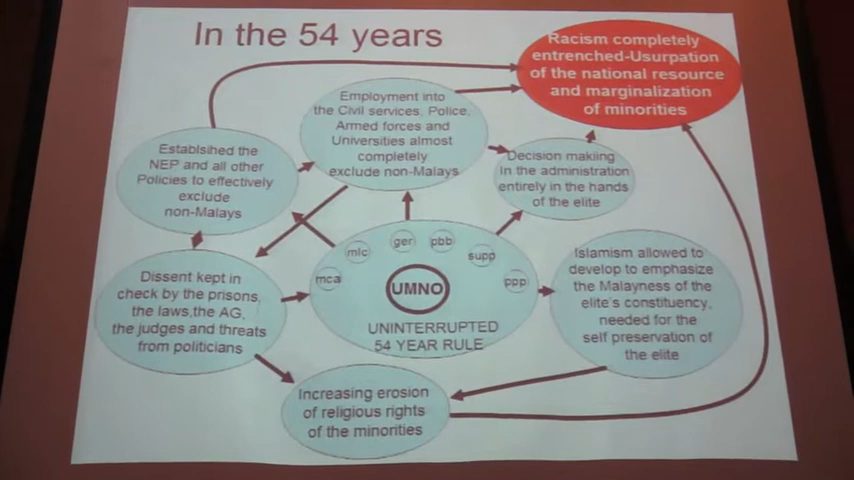 In the 54 years
Racism completely
entrenched-Usurpation
of the national resource
and marginalization
of minorities
Employment into
the Civil services, Police,
Armed forces and
Universities almost
completely
exclude non-Malays
Established the
NEP and all other
Policies to effectively
exclude
non-Malays
Decision making
In the administration
entirely in the hands
of the elite
Dissent kept in
check by the prisons,
the laws,the AG,
the judges and threats
from politicians
mca
mic
ger
pbb
supp
ppp
UMNO
UNINTERRUPTED
54 YEAR RULE
Islamism allowed to
develop to emphasize
the Malayness of the
elite's constituency,
needed for the
self preservation of
the elite
Increasing erosion
of religious rights
of the minorities